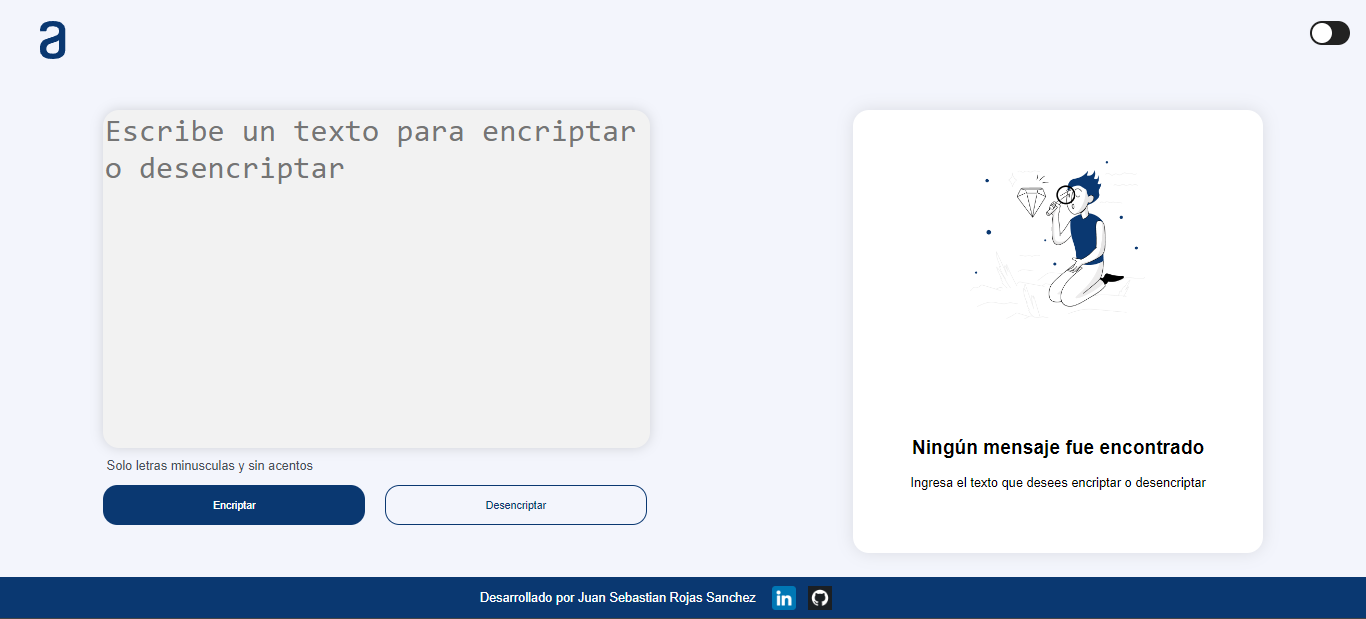 a
Escribe un texto para encriptar
o desencriptar
Solo letras minusculas y sin acentos
Encriptar
Desencriptar
Ningún mensaje fue encontrado
Ingresa el texto que desees encriptar o desencriptar
Desarrollado por Juan Sebastian Rojas Sanchez
in